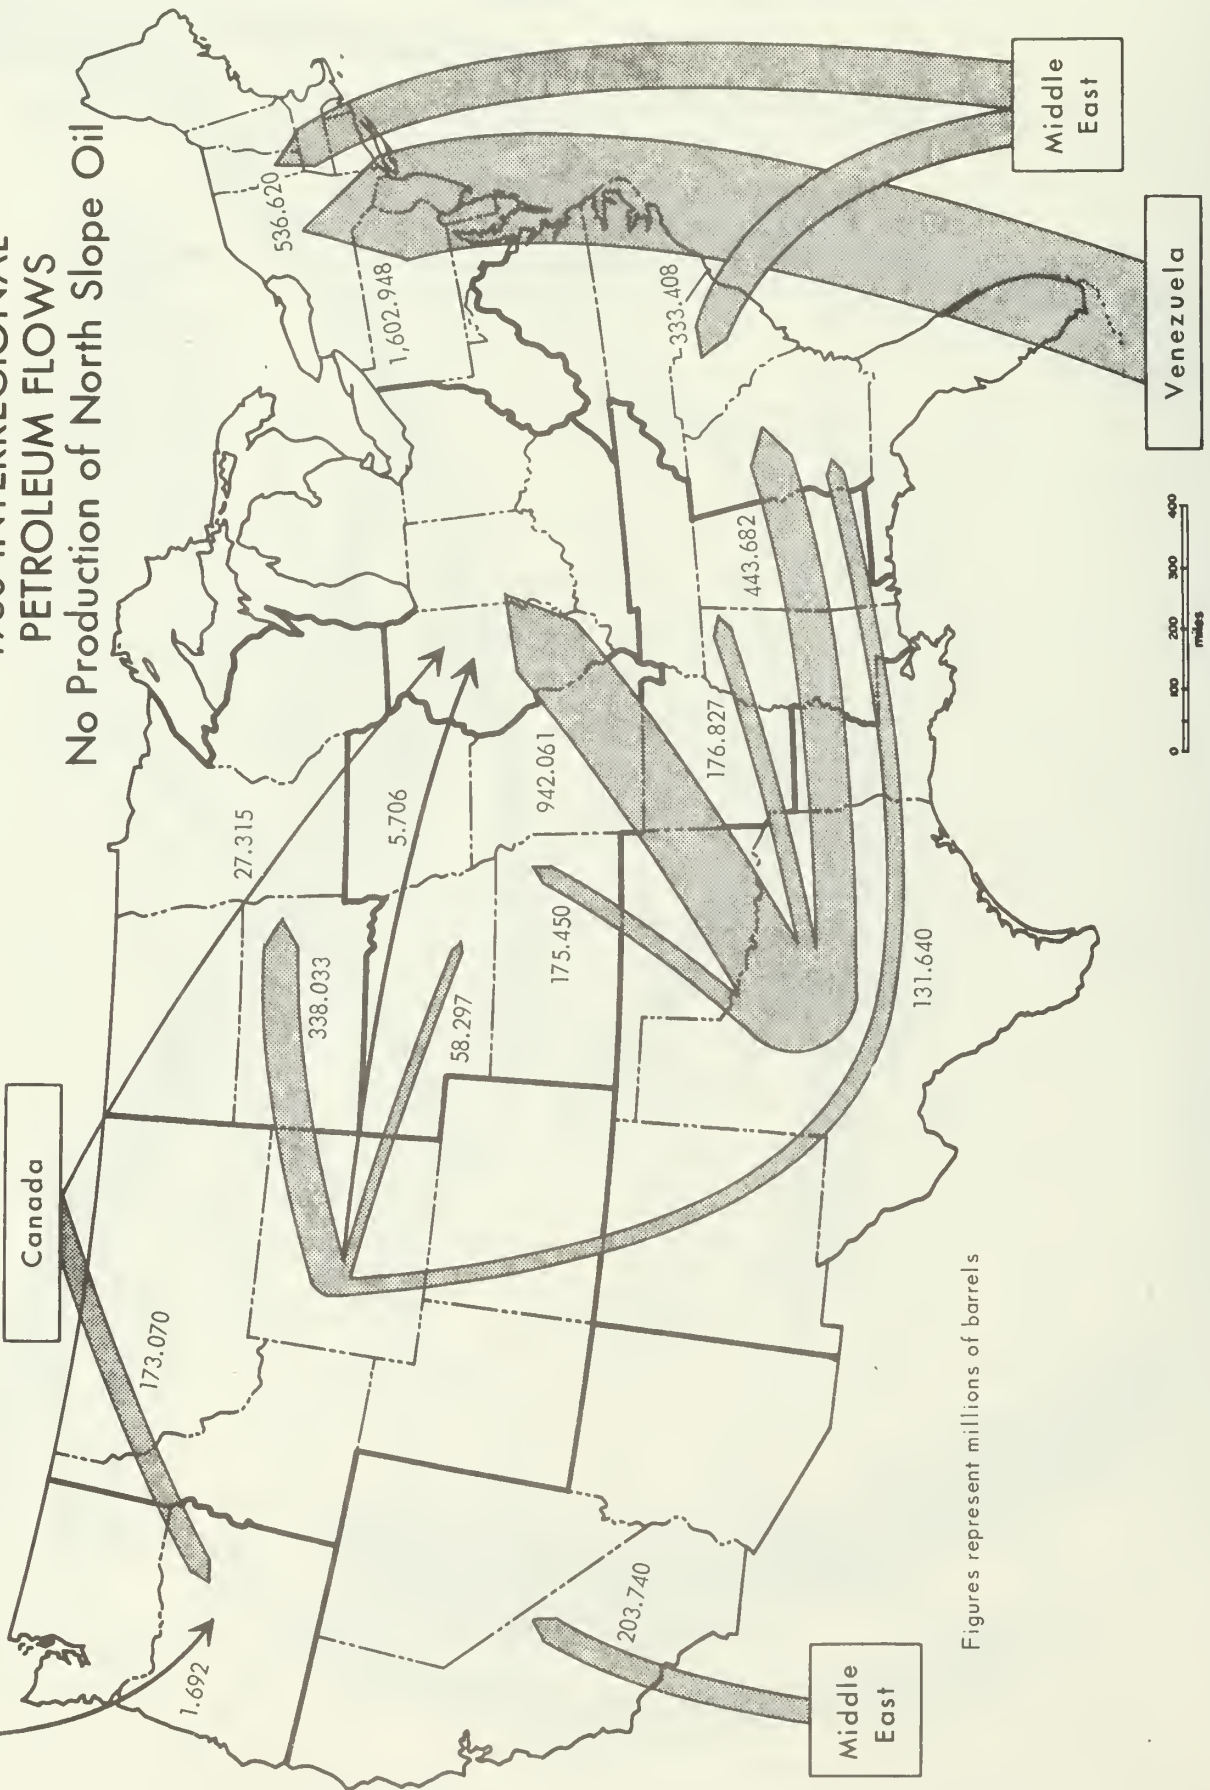 PETROLEUM FLOWS
No Production of North Slope Oil
Canada
536.620
1,602.948
27.315
173.070
338.033
5.706
1.692
58.297
942.061
175.450
333.408
176.827
443.682
203.740
131.640
Middle
East
Middle
East
Venezuela
Figures represent millions of barrels
0 100 200 300 400
miles